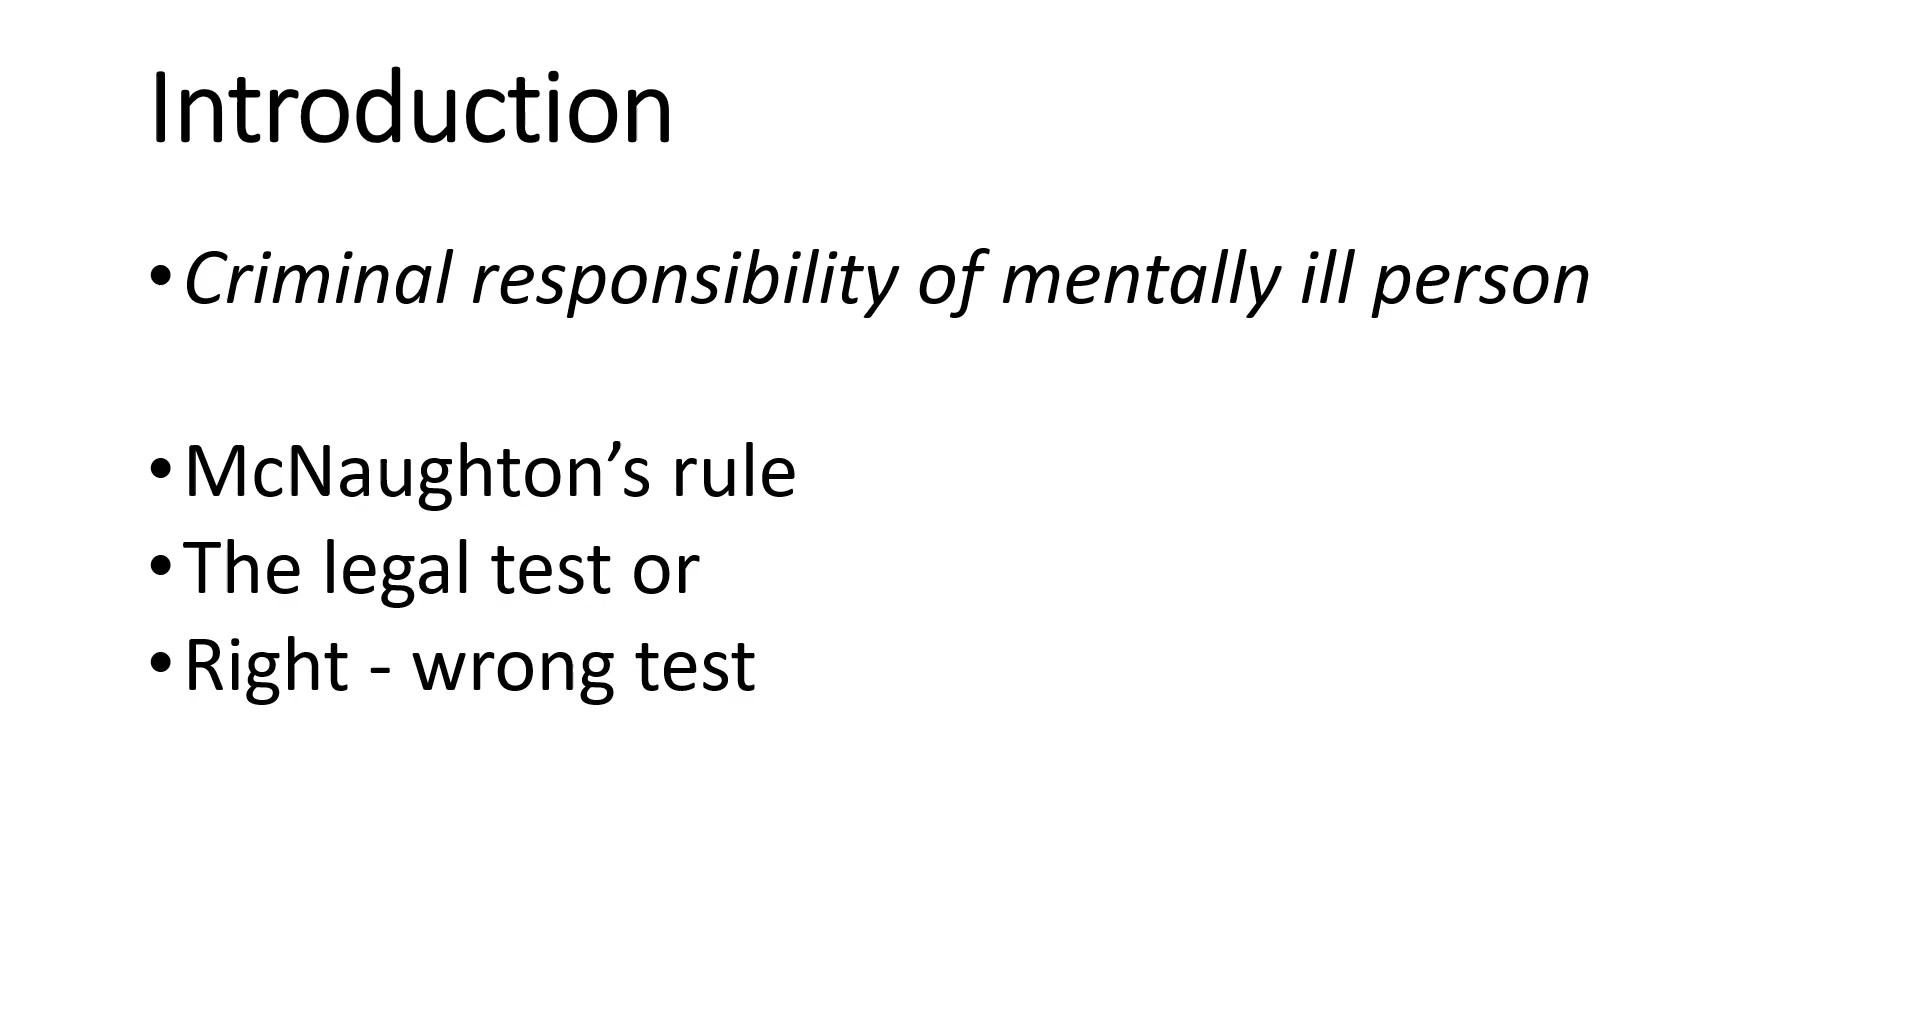 Introduction
• Criminal responsibility of mentally ill person
• McNaughton’s rule
• The legal test or
• Right - wrong test